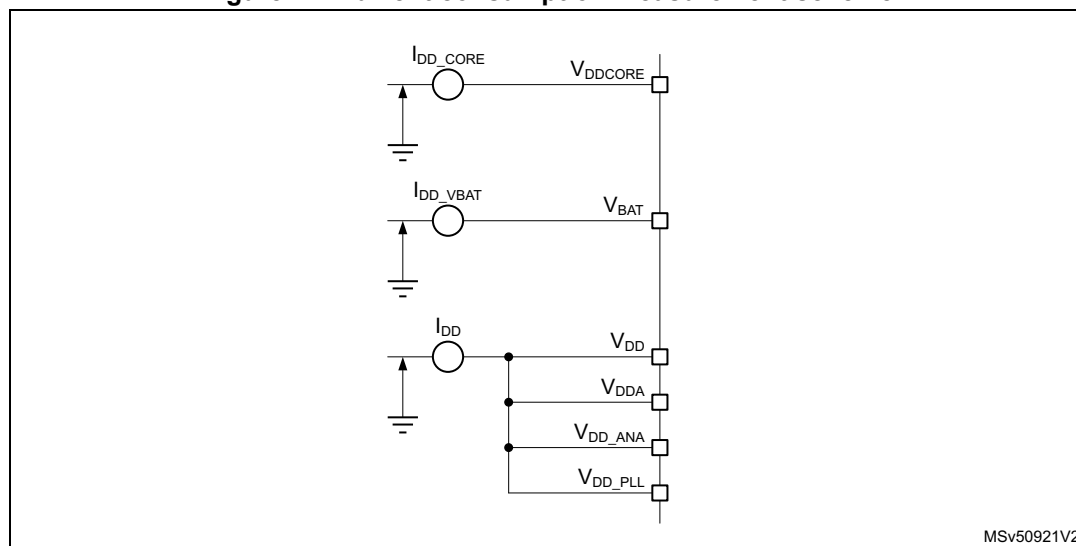 I_DD_CORE
V_DDCORE
I_DD_VBAT
V_BAT
I_DD
V_DD
V_DDA
V_DD_ANA
V_DD_PLL
MSv50921V2